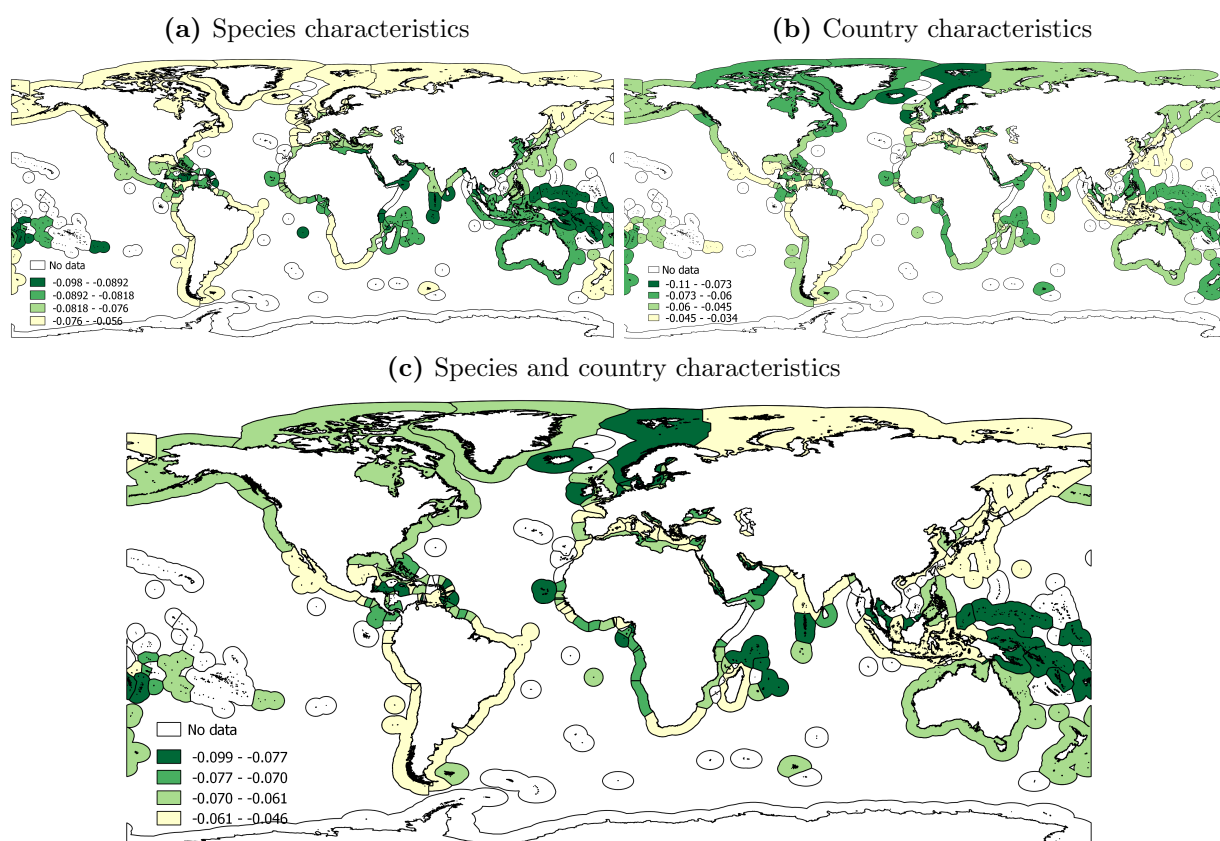 (a) Species characteristics
No data
-0.098 - -0.0892
-0.0892 - -0.0818
-0.0818 - -0.076
-0.076 - -0.056
(b) Country characteristics
No data
-0.11 - -0.073
-0.073 - -0.06
-0.06 - -0.045
-0.045 - -0.034
(c) Species and country characteristics
No data
-0.099 - -0.077
-0.077 - -0.070
-0.070 - -0.061
-0.061 - -0.046